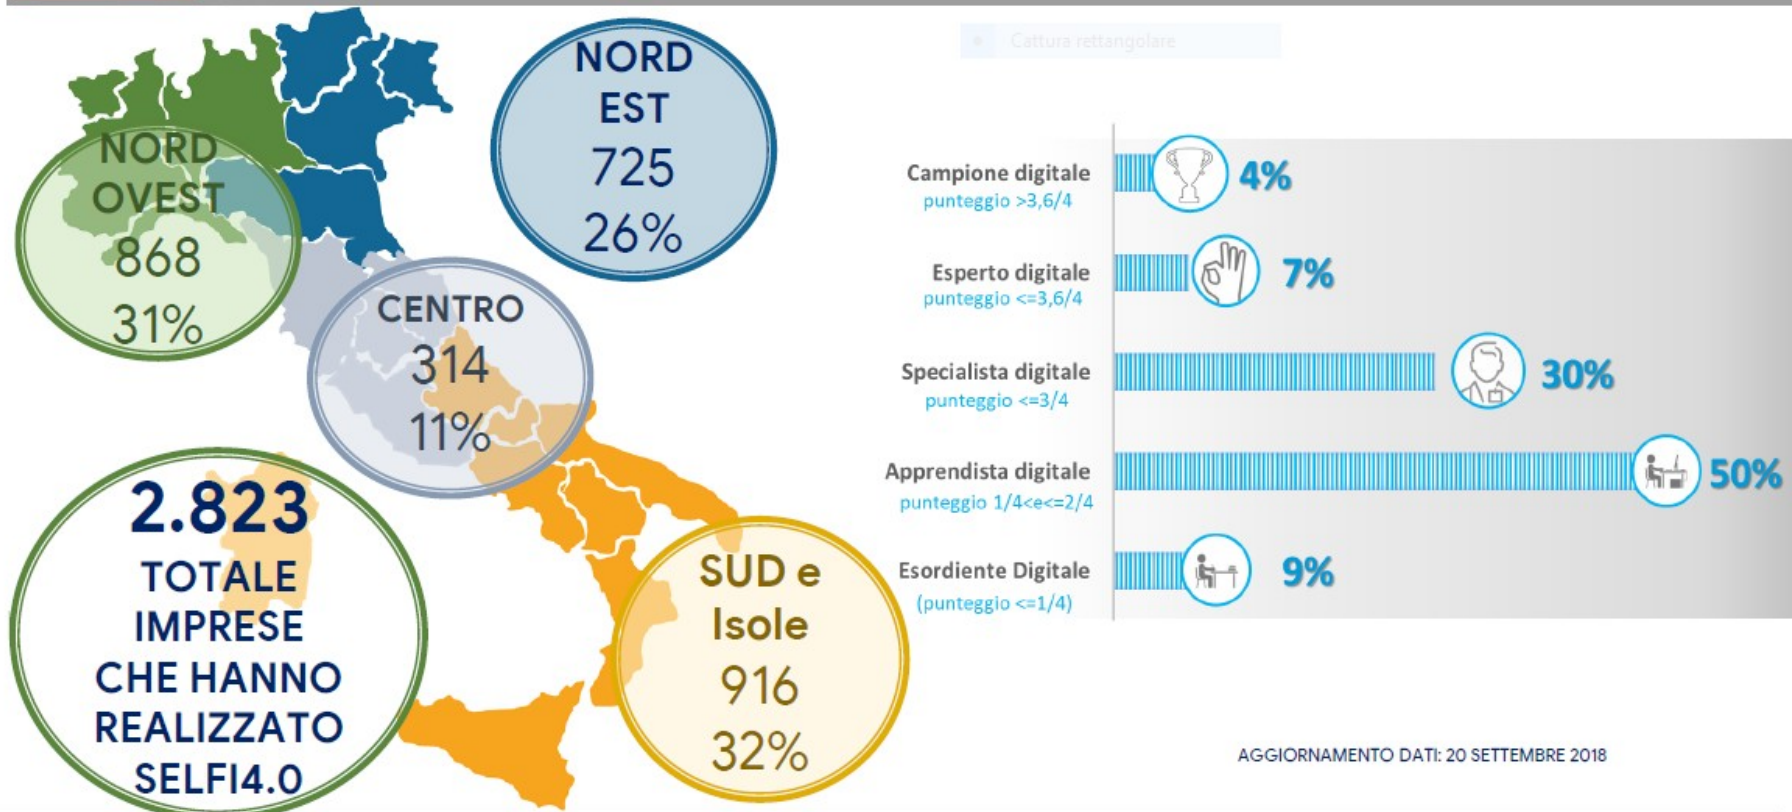 NORD
EST
725
26%
NORD
OVEST
868
31%
CENTRO
314
11%
2.823
TOTALE
IMPRESE
CHE HANNO
REALIZZATO
SELFI4.0
SUD e
Isole
916
32%
Cattura rettangolare
Campione digitale
punteggio >3,6/4
4%
Esperto digitale
punteggio <=3,6/4
7%
Specialista digitale
punteggio <=3/4
30%
Apprendista digitale
punteggio 1/4<e<=2/4
50%
Esordiente Digitale
(punteggio <=1/4)
9%
AGGIORNAMENTO DATI: 20 SETTEMBRE 2018